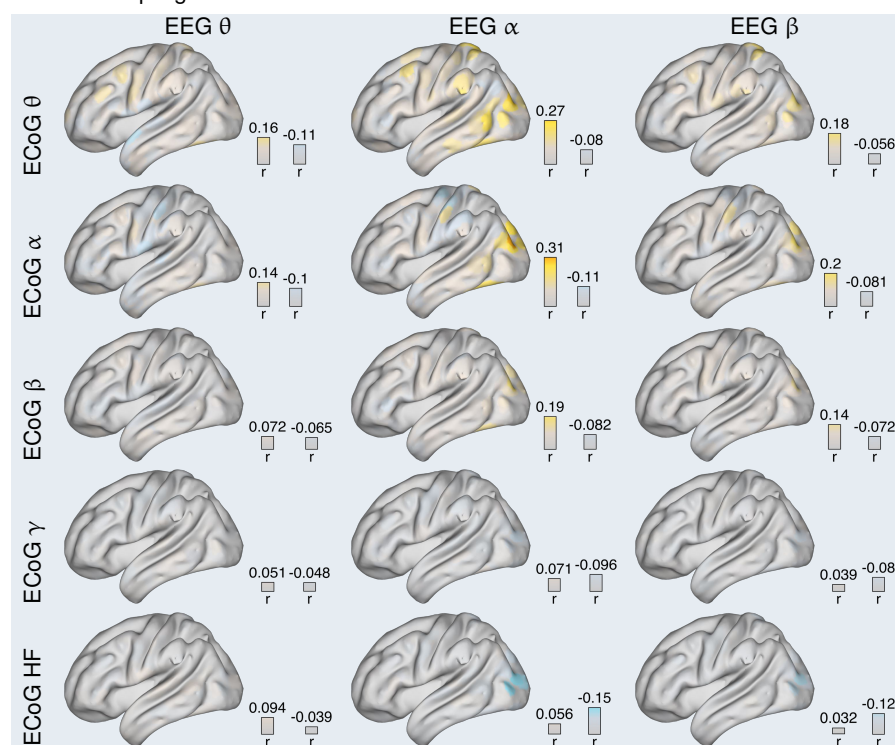 EEG θ EEG α EEG β
ECoG θ
0.16 -0.11
r r
0.27
-0.08
r r
0.18
-0.056
r r
ECoG α
0.14 -0.1
r r
0.31
-0.11
r r
0.2
-0.081
r r
ECoG β
0.072 -0.065
r r
0.19
-0.082
r r
0.14
-0.072
r r
ECoG γ
0.051 -0.048
r r
0.071 -0.096
r r
0.039 -0.08
r r
ECoG HF
0.094
-0.039
r r
0.056
-0.15
r r
0.032
-0.12
r r